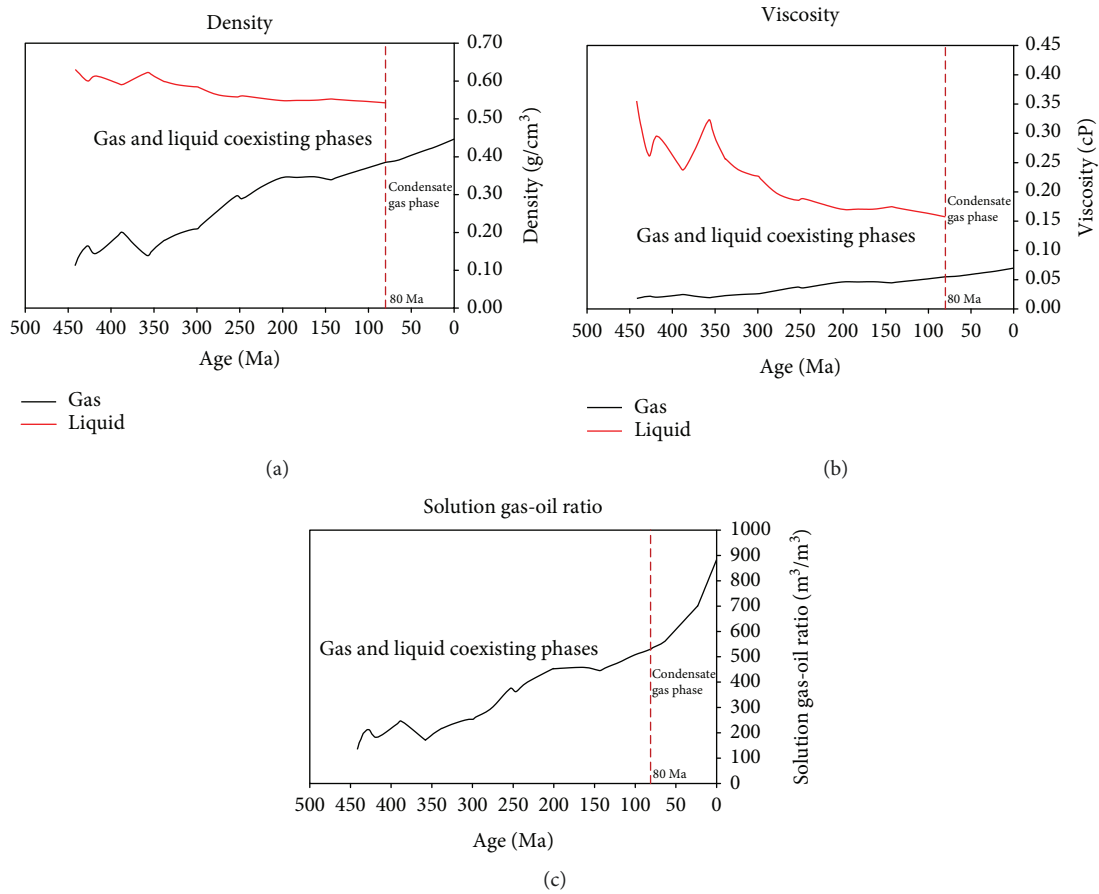 Density
0.70
0.60
0.50
0.40
0.30
0.20
0.10
0.00
Density (g/cm³)
Gas and liquid coexisting phases
Condensate
gas phase
80 Ma
500 450 400 350 300 250 200 150 100 50 0
Age (Ma)
Gas
Liquid
(a)
Viscosity
0.45
0.40
0.35
0.30
0.25
0.20
0.15
0.10
0.05
0.00
Viscosity (cP)
Condensate
gas phase
Gas and liquid coexisting phases
80 Ma
500 450 400 350 300 250 200 150 100 50 0
Age (Ma)
Gas
Liquid
(b)
Solution gas-oil ratio
1000
900
800
700
600
500
400
300
200
100
0
Solution gas-oil ratio (m³/m³)
Gas and liquid coexisting phases
Condensate
gas phase
80 Ma
500 450 400 350 300 250 200 150 100 50 0
Age (Ma)
(c)